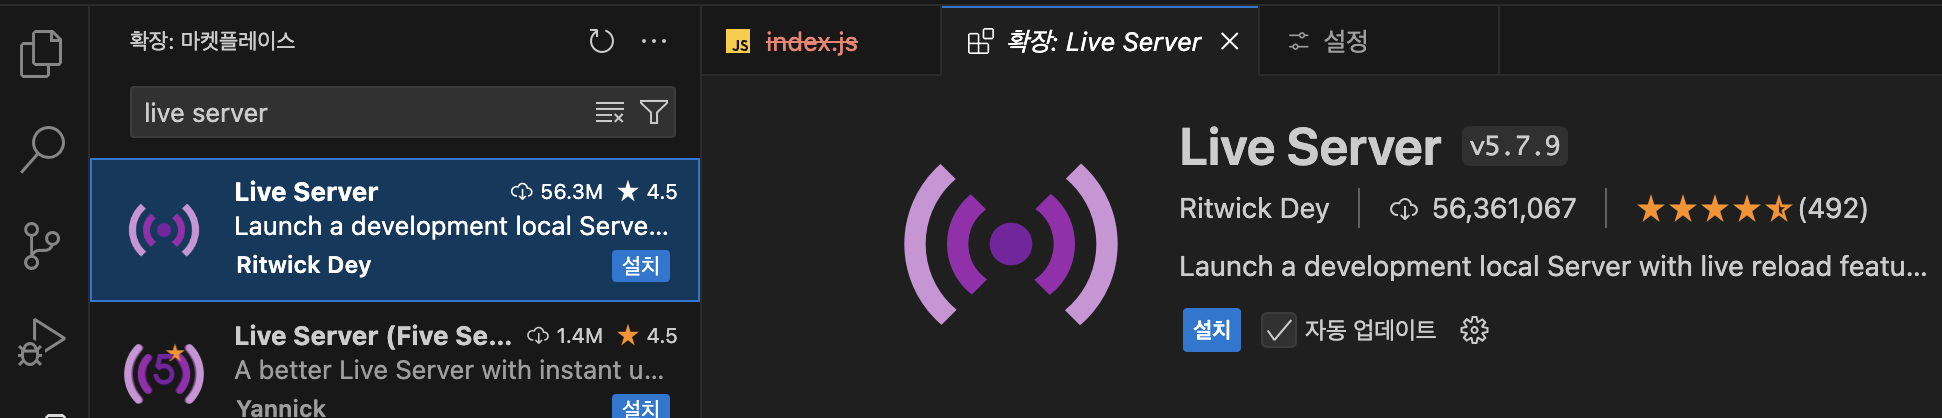 확장: 마켓플레이스
live server
Live Server 56.3M ★ 4.5
Launch a development local Serve...
Ritwick Dey 설치
Live Server (Five Se... 1.4M ★ 4.5
A better Live Server with instant u...
Yannick 설치
JS index.js
확장: Live Server
설정
Live Server v5.7.9
Ritwick Dey 56,361,067 (492)
Launch a development local Server with live reload featu...
설치 자동 업데이트